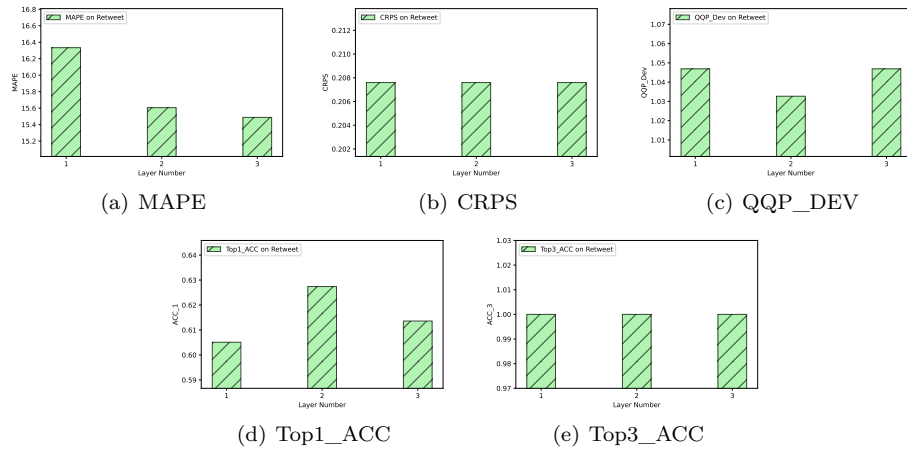 MAPE on Retweet
16.8
16.6
16.4
16.2
16.0
15.8
15.6
15.4
15.2
MAPE
1 2 3
Layer Number
(a) MAPE
CRPS on Retweet
0.212
0.210
0.208
0.206
0.204
0.202
CRPS
1 2 3
Layer Number
(b) CRPS
QQP_Dev on Retweet
1.07
1.06
1.05
1.04
1.03
1.02
1.01
QQP_Dev
1 2 3
Layer Number
(c) QQP_DEV
Top1_ACC on Retweet
0.64
0.63
0.62
0.61
0.60
0.59
ACC_1
1 2 3
Layer Number
(d) Top1_ACC
Top3_ACC on Retweet
1.03
1.02
1.01
1.00
0.99
0.98
0.97
ACC_3
1 2 3
Layer Number
(e) Top3_ACC